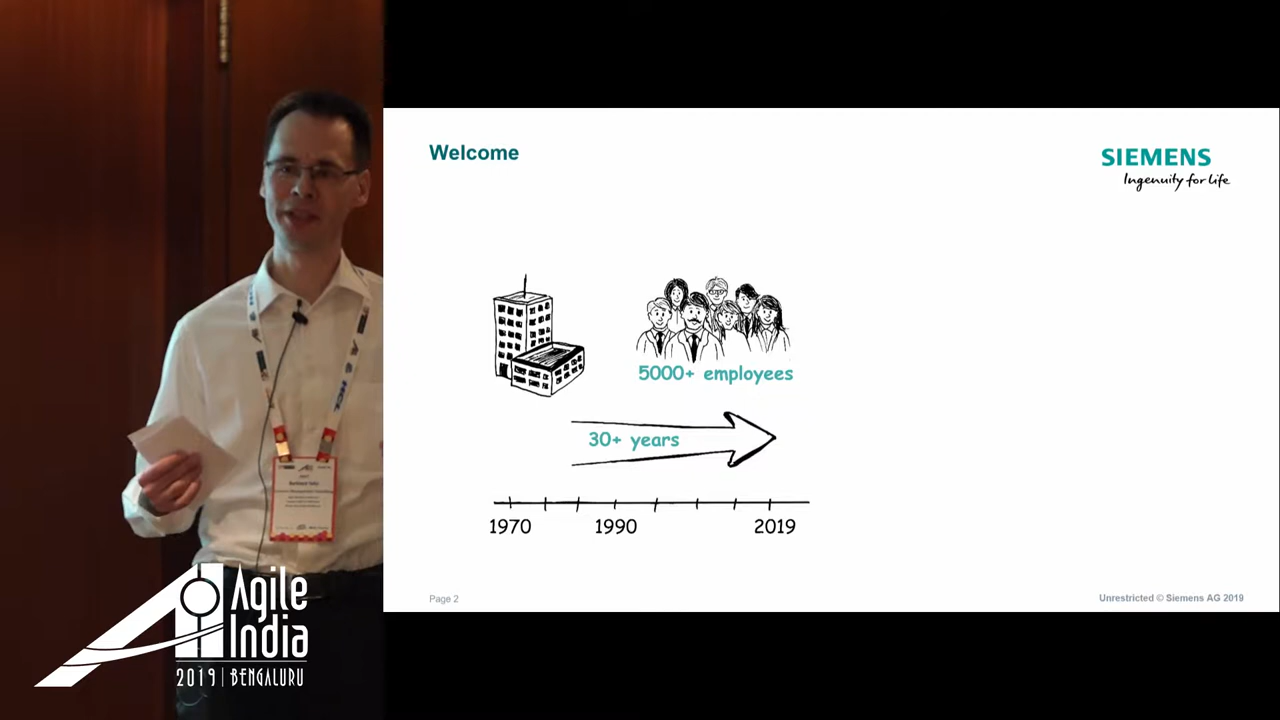 Welcome
SIEMENS
Ingenuity for life
5000+ employees
30+ years
1970
1990
2019
Page 2
Unrestricted © Siemens AG 2019
HCL
Agile
India
2019 | BENGALURU